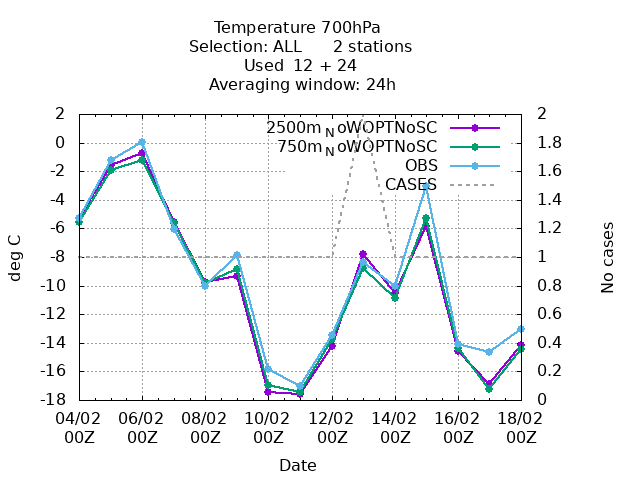 Temperature 700hPa
Selection: ALL      2 stations
Used  12 + 24
Averaging window: 24h
2500m N oWOPTNoSC
750m N oWOPTNoSC
OBS
CASES
deg C
2
0
-2
-4
-6
-8
-10
-12
-14
-16
-18
2
1.8
1.6
1.4
1.2
1
0.8
0.6
0.4
0.2
0
No cases
04/02 06/02 08/02 10/02 12/02 14/02 16/02 18/02
00Z 00Z 00Z 00Z 00Z 00Z 00Z 00Z
Date